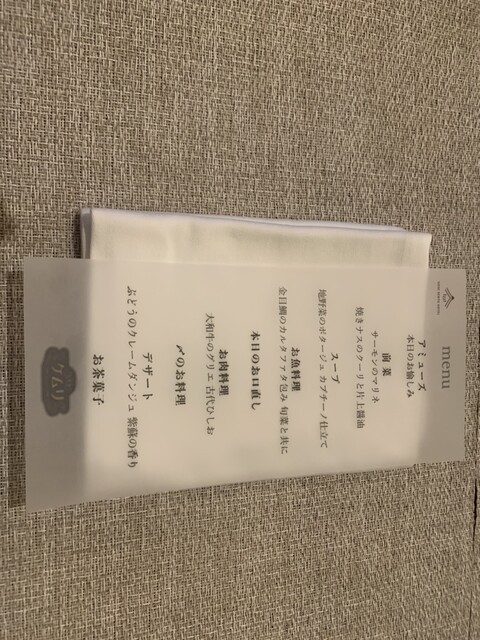 menu
アミューズ
本日のお愉しみ
前菜
サーモンのマリネ
焼きナスのクーリと片上醤油
スープ
地野菜のポタージュ カプチーノ仕立て
お魚料理
金目鯛のカルタファタ包み 旬菜と共に
本日のお口直し
お肉料理
大和牛のグリエ 古代ひしお
〆のお料理
デザート
ぶどうのクレームダンジュ 紫蘇の香り
お茶菓子
ケムリ